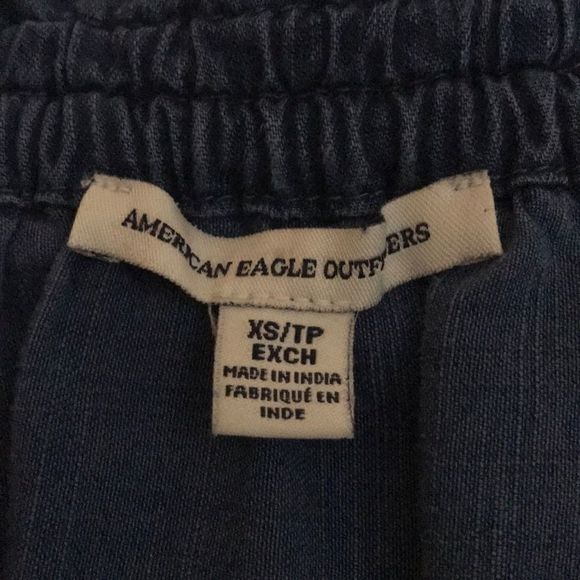 AMERICAN EAGLE OUTFITTERS
XS/TP
EXCH
MADE IN INDIA
FABRIQUÉ EN
INDE